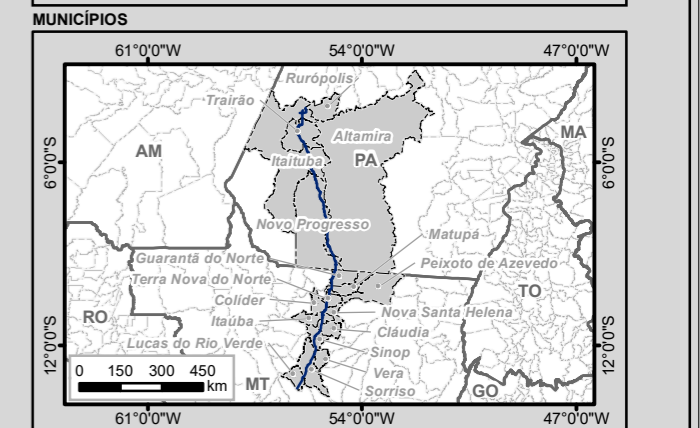 MUNICÍPIOS
61°0'0"W 54°0'0"W 47°0'0"W
Rurópolis
Trairão
Altamira
MA
AM
PA
Itaituba
6°0'0"S
6°0'0"S
Novo Progresso
Matupá
Guarantã do Norte
Peixoto de Azevedo
Terra Nova do Norte
TO
Colíder
Nova Santa Helena
RO
Itaúba
Cláudia
Lucas do Rio Verde
Sinop
12°0'0"S
12°0'0"S
Vera
0 150 300 450
km
MT
Sorriso
GO
61°0'0"W 54°0'0"W 47°0'0"W